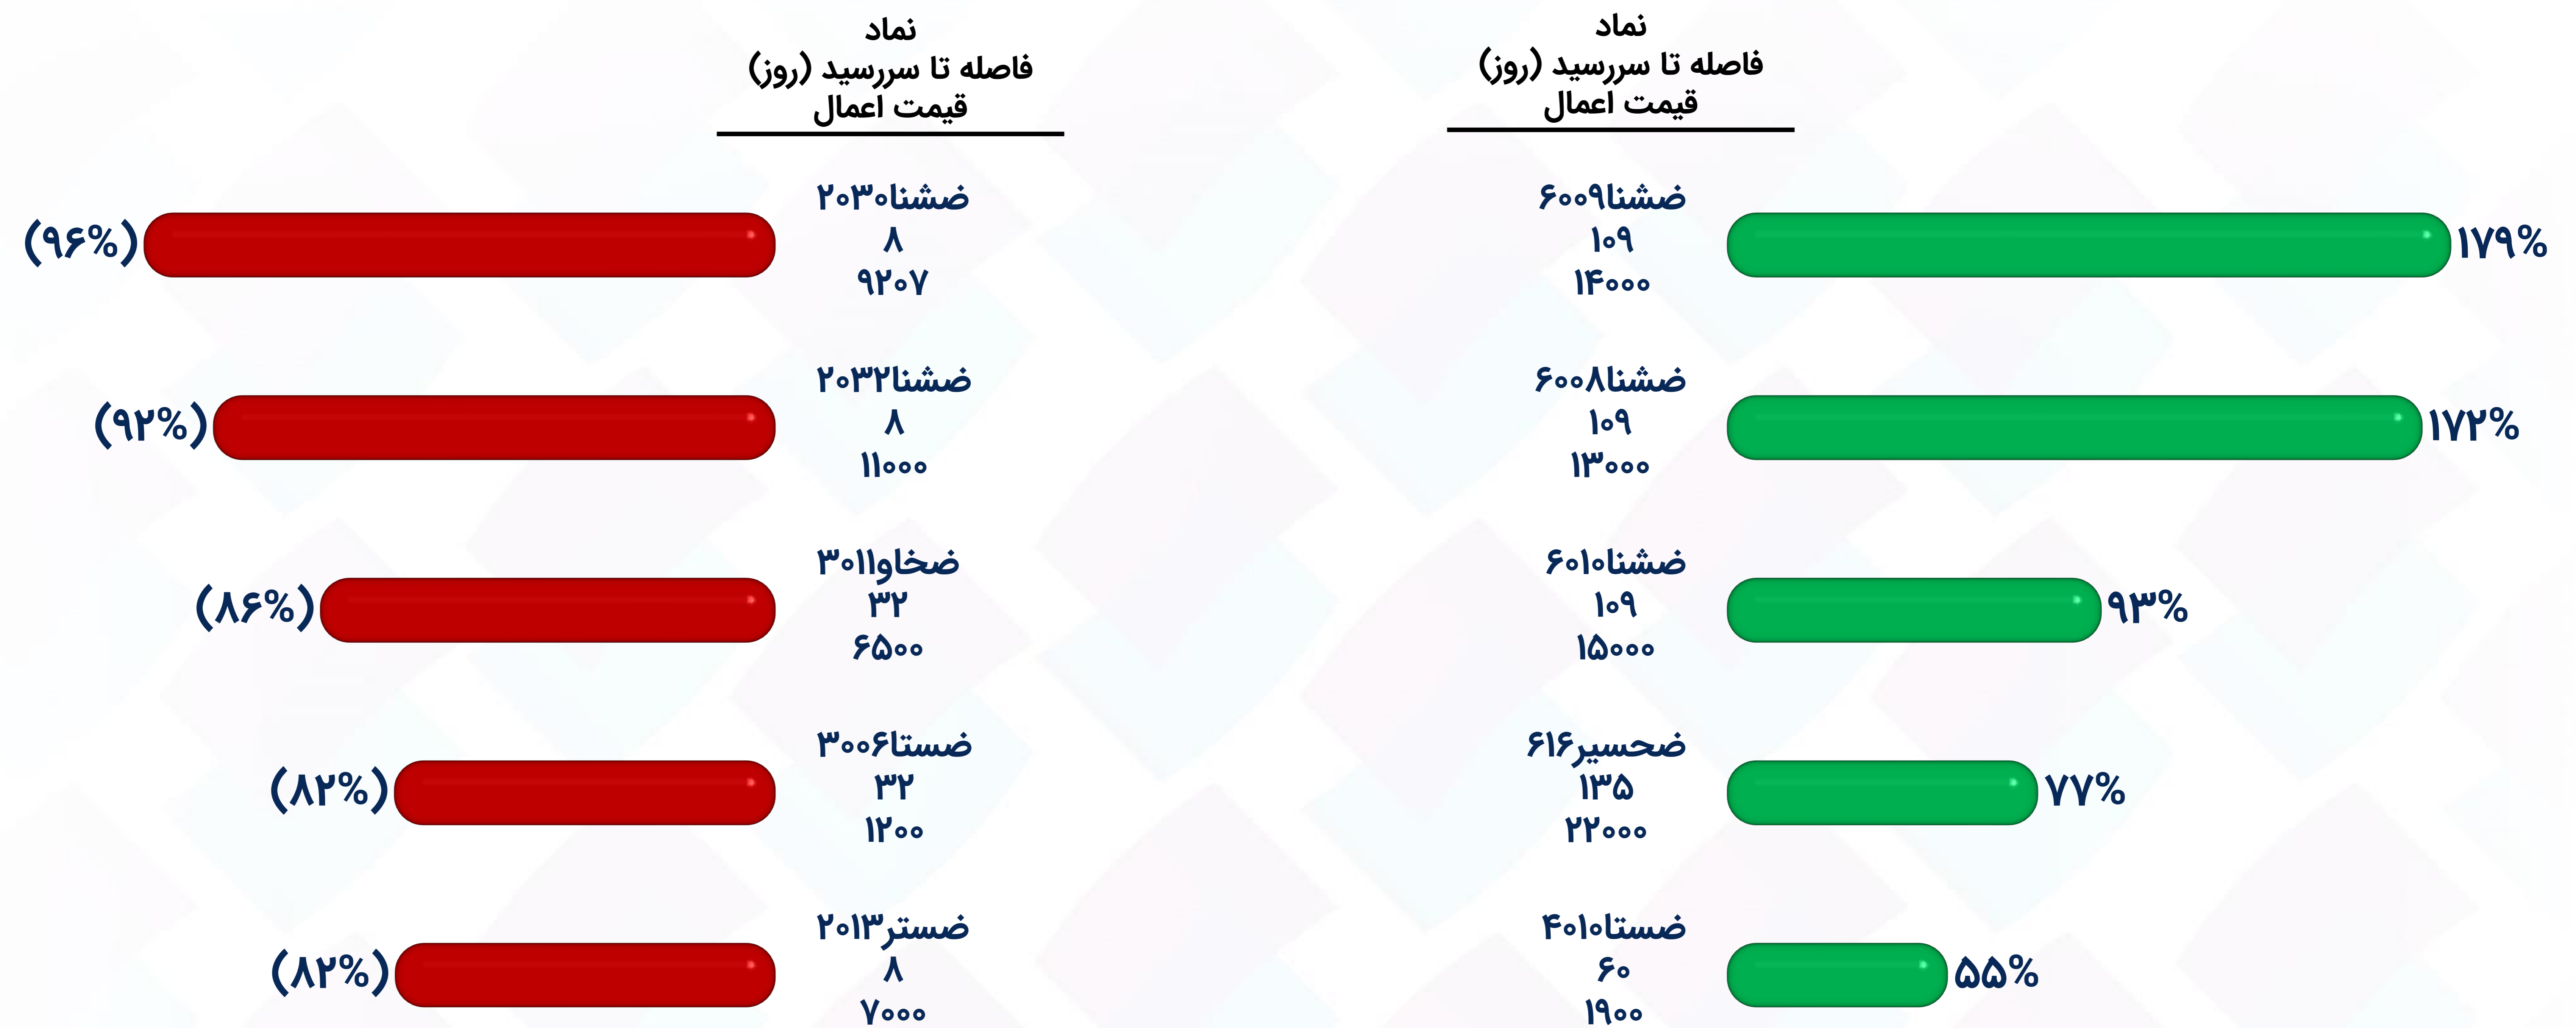 نماد
فاصله تا سررسید (روز)
قیمت اعمال
ضشنا۶۰۰۹
۱۰۹
۱۴۰۰۰
۱۷۹%
ضشنا۶۰۰۸
۱۰۹
۱۳۰۰۰
۱۷۲%
ضشنا۶۰۱۰
۱۰۹
۱۵۰۰۰
۹۳%
ضحسیر۶۱۶
۱۳۵
۲۲۰۰۰
۷۷%
ضستا۴۰۱۰
۶۰
۱۹۰۰
۵۵%
نماد
فاصله تا سررسید (روز)
قیمت اعمال
ضشنا۲۰۳۰
۸
۹۲۰۷
(۹۶%)
ضشنا۲۰۳۲
۸
۱۱۰۰۰
(۹۲%)
ضخاو۳۰۱۱
۳۲
۶۵۰۰
(۸۶%)
ضستا۳۰۰۶
۳۲
۱۲۰۰
(۸۲%)
ضستر۲۰۱۳
۸
۷۰۰۰
(۸۲%)